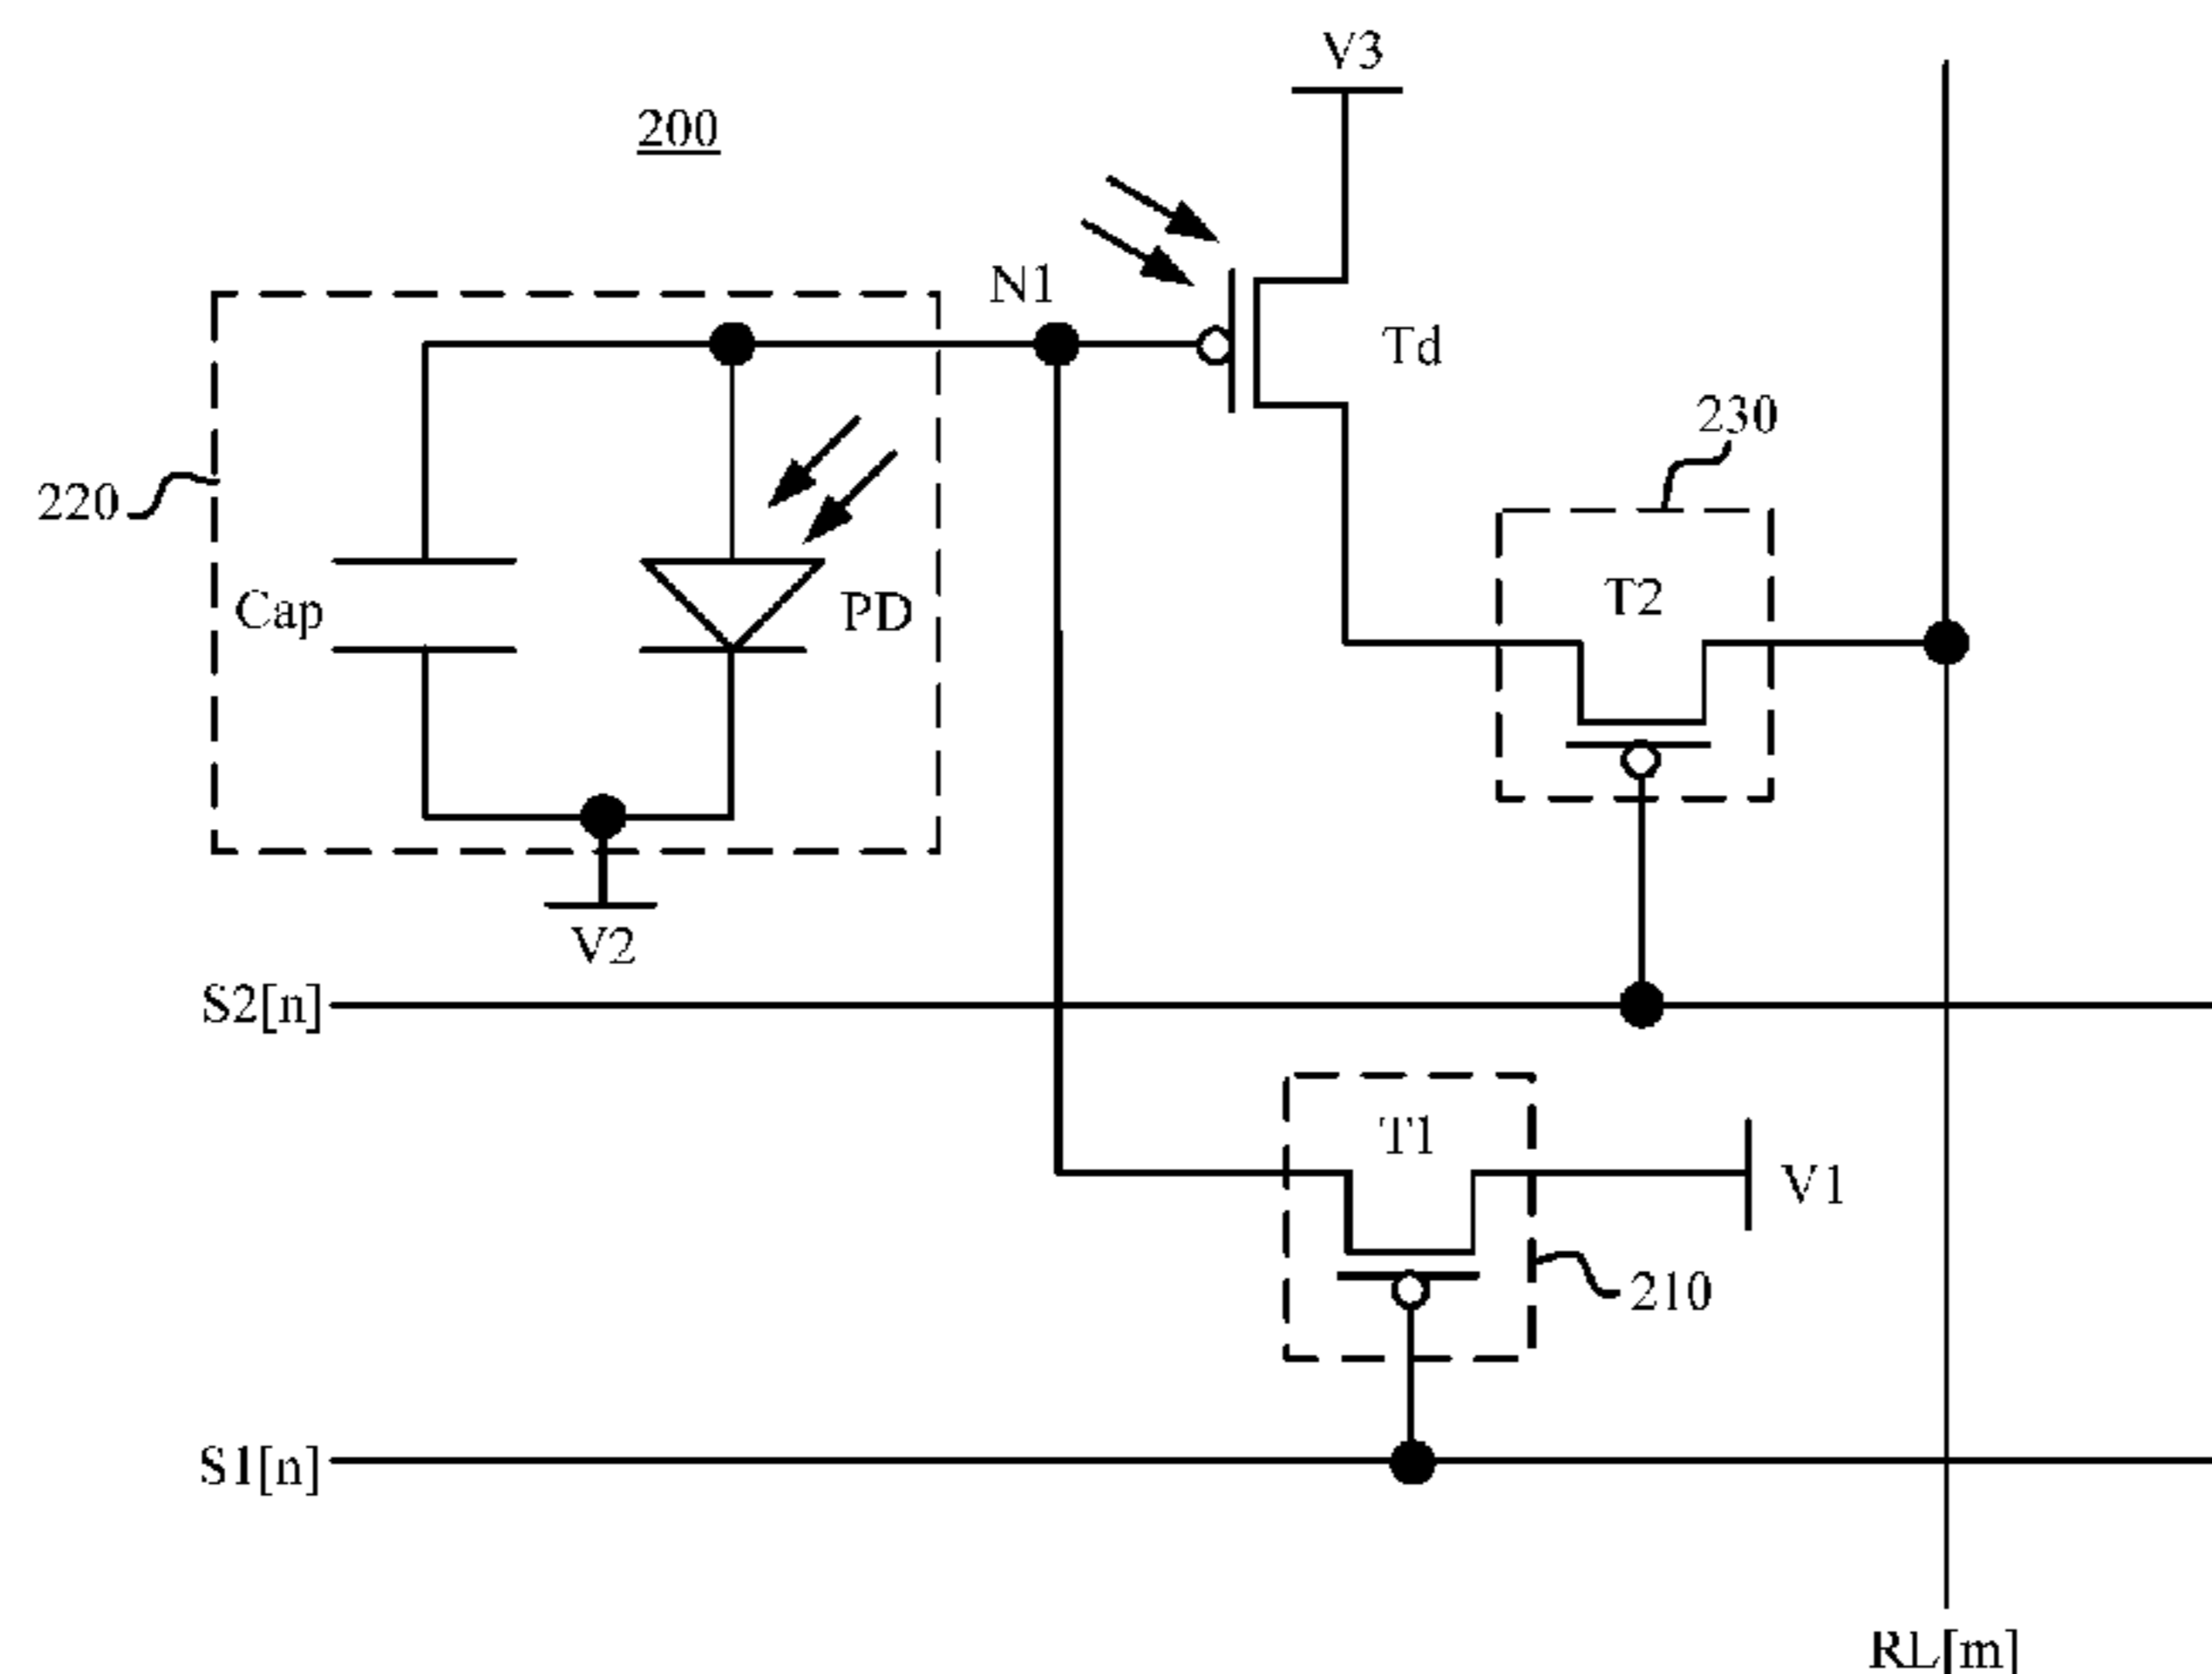 V3
200
N1
Td
230
220
T2
Cap
PD
V2
S2[n]
T1
V1
210
S1[n]
RL[m]